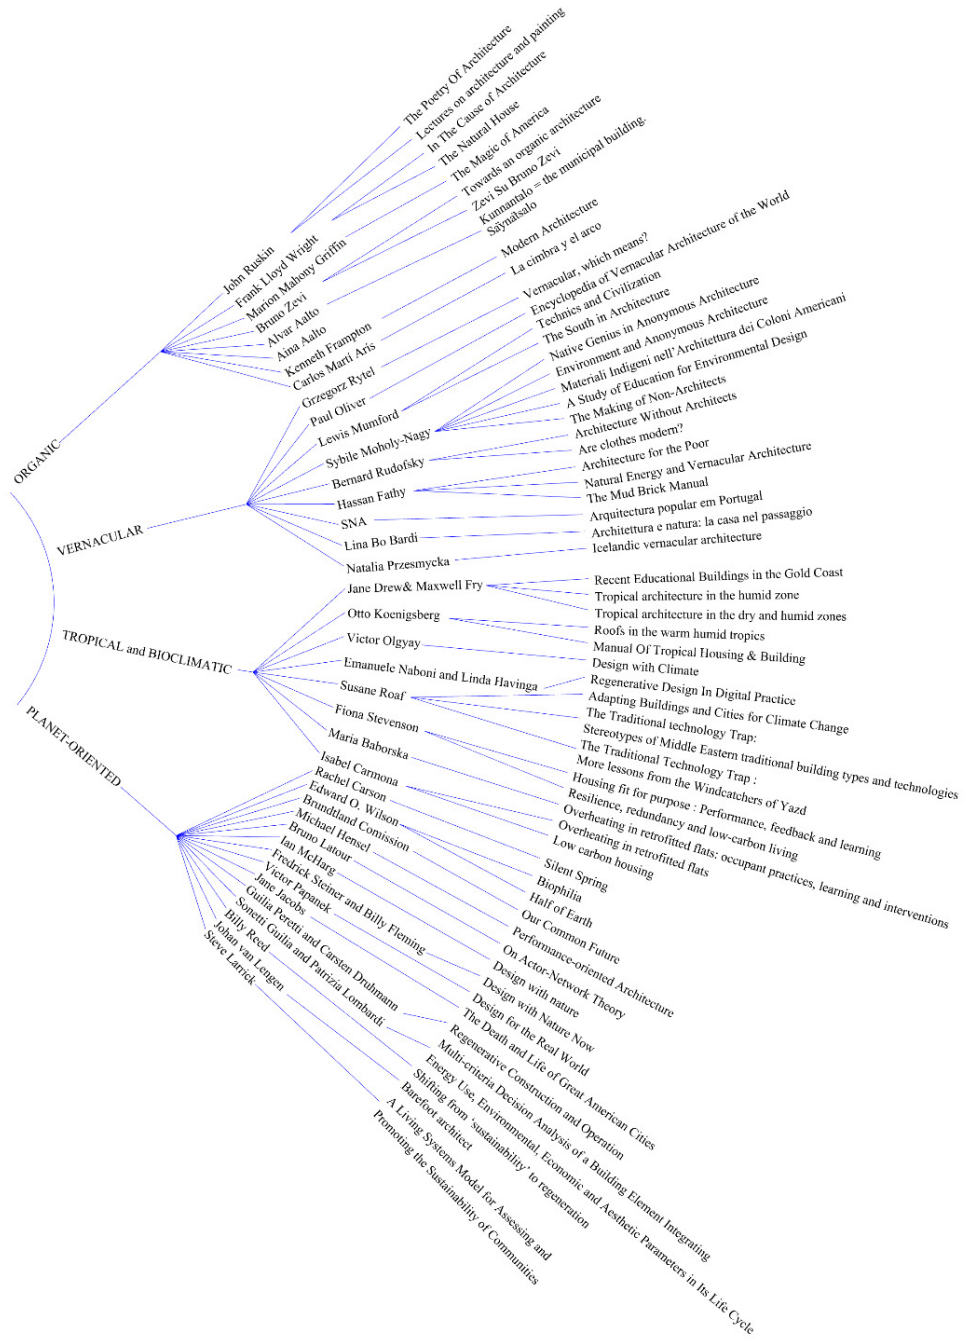 ORGANIC
John Ruskin
Frank Lloyd Wright
Marion Mahony Griffin
Bruno Zevi
Alvar Aalto
Aina Aalto
Kenneth Frampton
Carlos Martí Arís
The Poetry Of Architecture
Lectures on architecture and painting
In The Cause of Architecture
The Natural House
The Magic of America
Towards an organic architecture
Zevi Su Bruno Zevi
Kunnantalo = the municipal building.
Säynätsalo
Modern Architecture
La cimbra y el arco
VERNACULAR
Grzegorz Rytel
Paul Oliver
Lewis Mumford
Sybile Moholy-Nagy
Bernard Rudofsky
Hassan Fathy
SNA
Lina Bo Bardi
Natalia Przesmycka
Vernacular, which means?
Encyclopedia of Vernacular Architecture of the World
Technics and Civilization
The South in Architecture
Native Genius in Anonymous Architecture
Environment and Anonymous Architecture
Materiali Indigeni nell'Architettura dei Coloni Americani
A Study of Education for Environmental Design
The Making of Non-Architects
Architecture Without Architects
Are clothes modern?
Architecture for the Poor
Natural Energy and Vernacular Architecture
The Mud Brick Manual
Arquitectura popular em Portugal
Architettura e natura: la casa nel passaggio
Icelandic vernacular architecture
TROPICAL and BIOCLIMATIC
Jane Drew& Maxwell Fry
Otto Koenigsberg
Victor Olgyay
Emanuele Naboni and Linda Havinga
Susane Roaf
Fiona Stevenson
Maria Baborska
Recent Educational Buildings in the Gold Coast
Tropical architecture in the humid zone
Tropical architecture in the dry and humid zones
Roofs in the warm humid tropics
Manual Of Tropical Housing & Building
Design with Climate
Regenerative Design In Digital Practice
Adapting Buildings and Cities for Climate Change
The Traditional technology Trap:
Stereotypes of Middle Eastern traditional building types and technologies
The Traditional Technology Trap :
More lessons from the Windcatchers of Yazd
Housing fit for purpose : Performance, feedback and learning
Resilience, redundancy and low-carbon living
Overheating in retrofitted flats: occupant practices, learning and interventions
Overheating in retrofitted flats
Low carbon housing
PLANET-ORIENTED
Isabel Carmona
Rachel Carson
Edward O. Wilson
Brundtland Comission
Michael Hensel
Bruno Latour
Ian McHarg
Fredrick Steiner and Billy Fleming
Victor Papanek
Jane Jacobs
Guilia Peretti and Carsten Druhmann
Sonetti Guilia and Patrizia Lombardi
Billy Reed
Johan van Lengen
Steve Larrick
Silent Spring
Biophilia
Half of Earth
Our Common Future
Performance-oriented Architecture
On Actor-Network Theory
Design with nature
Design with Nature Now
Design for the Real World
The Death and Life of Great American Cities
Regenerative Construction and Operation
Multi-criteria Decision Analysis of a Building Element Integrating
Energy Use, Environmental, Economic and Aesthetic Parameters in Its Life Cycle
Shifting from 'sustainability' to regeneration
Barefoot architect
A Living Systems Model for Assessing and
Promoting the Sustainability of Communities